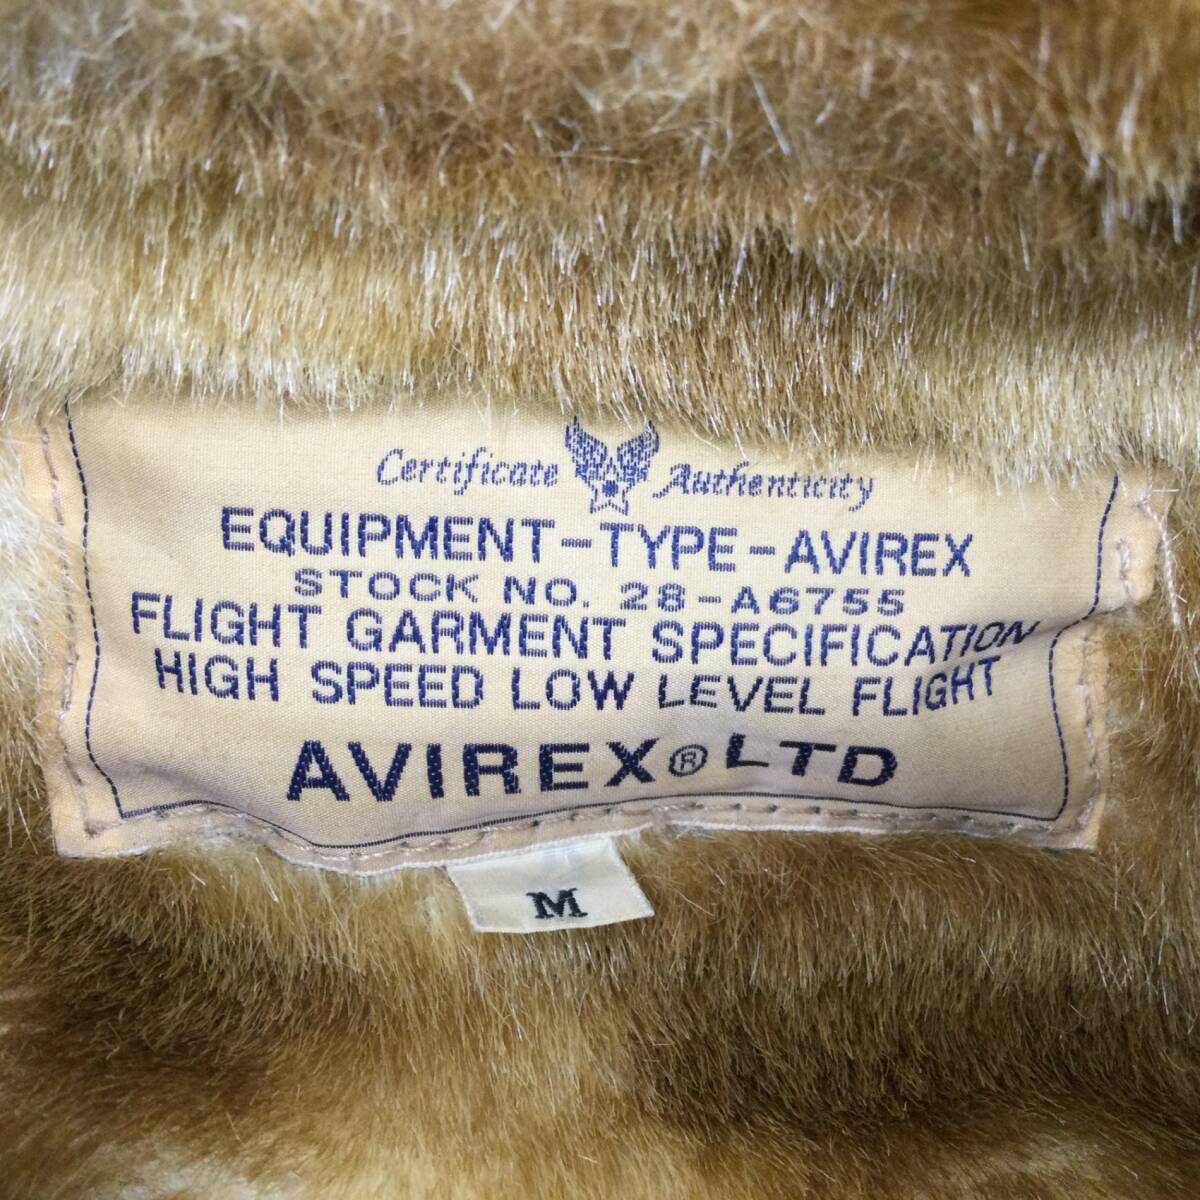 Certificate Authenticity
EQUIPMENT-TYPE-AVIREX
STOCK NO. 28-A6755
FLIGHT GARMENT SPECIFICATION
HIGH SPEED LOW LEVEL FLIGHT
AVIREX® LTD
M